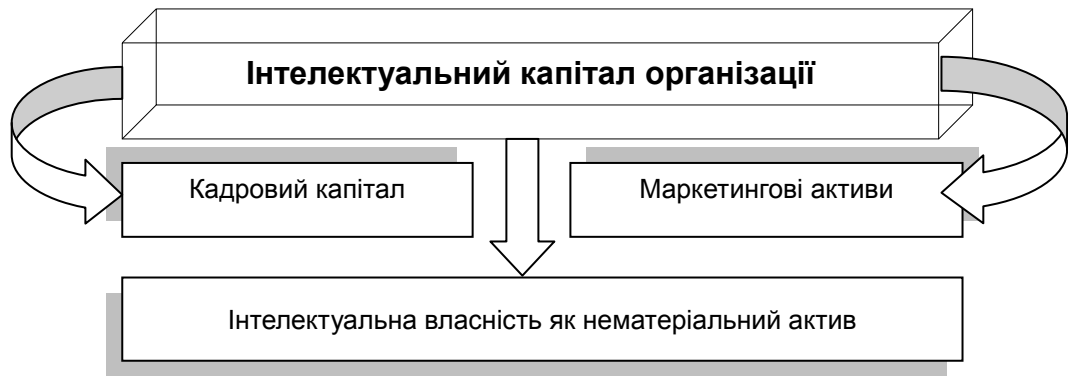 Інтелектуальний капітал організації
Кадровий капітал
Маркетингові активи
Інтелектуальна власність як нематеріальний актив